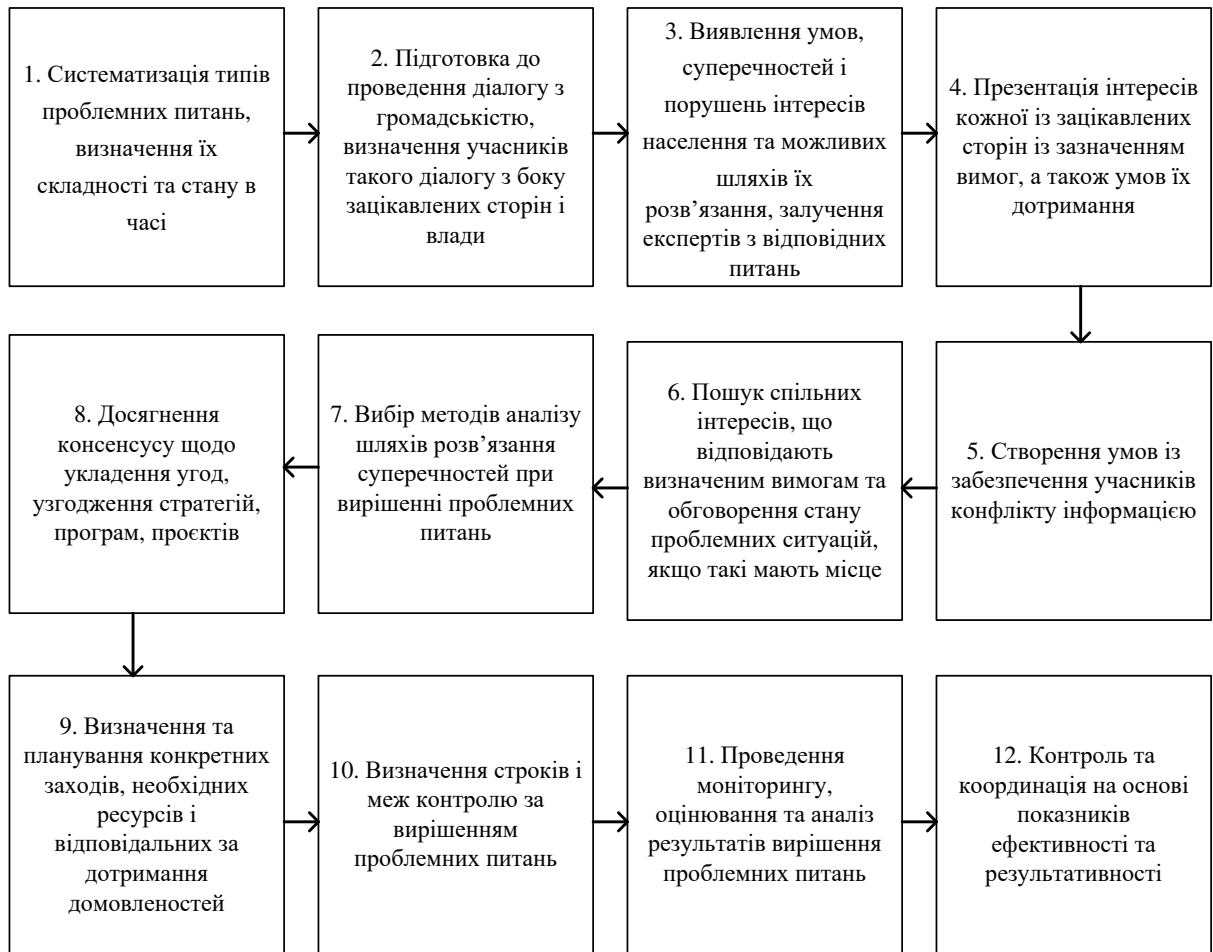 1. Систематизація типів
проблемних питань,
визначення їх
складності та стану в
часі
2. Підготовка до
проведення діалогу з
громадськістю,
визначення учасників
такого діалогу з боку
зацікавлених сторін і
влади
3. Виявлення умов,
суперечностей і
порушень інтересів
населення та можливих
шляхів їх
розв’язання, залучення
експертів з відповідних
питань
4. Презентація інтересів
кожної із зацікавлених
сторін із зазначенням
вимог, а також умов їх
дотримання
5. Створення умов із
забезпечення учасників
конфлікту інформацією
6. Пошук спільних
інтересів, що
відповідають
визначеним вимогам та
обговорення стану
проблемних ситуацій,
якщо такі мають місце
7. Вибір методів аналізу
шляхів розв’язання
суперечностей при
вирішенні проблемних
питань
8. Досягнення
консенсусу щодо
укладення угод,
узгодження стратегій,
програм, проєктів
9. Визначення та
планування конкретних
заходів, необхідних
ресурсів і
відповідальних за
дотримання
домовленостей
10. Визначення строків і
меж контролю за
вирішенням
проблемних питань
11. Проведення
моніторингу,
оцінювання та аналіз
результатів вирішення
проблемних питань
12. Контроль та
координація на основі
показників
ефективності та
результативності